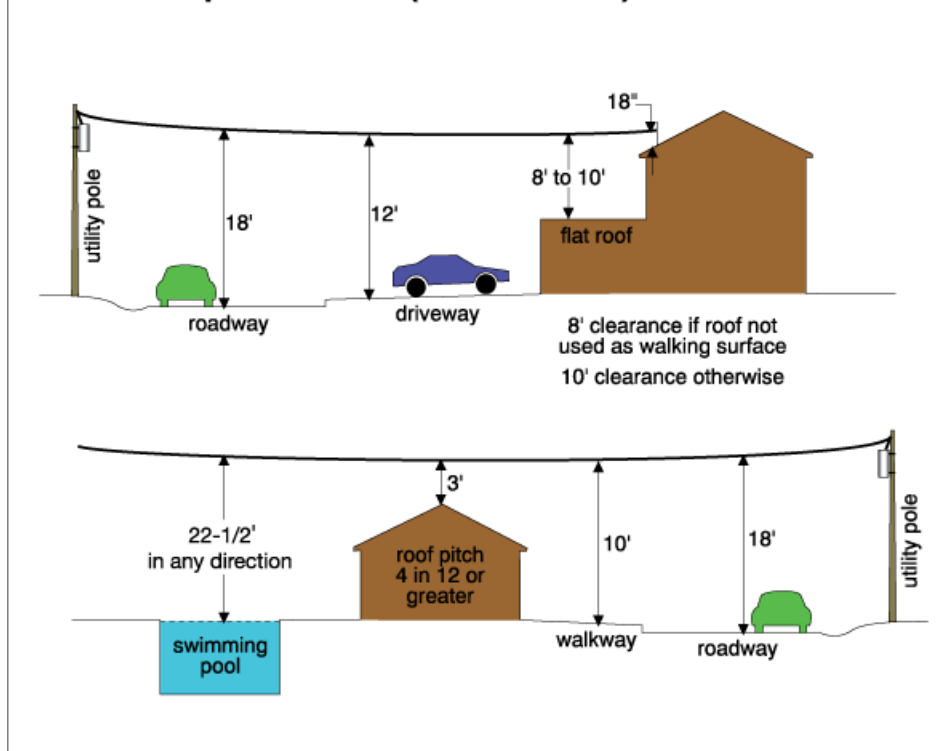 18"
8' to 10'
utility pole
18'
12'
flat roof
roadway
driveway
8' clearance if roof not
used as walking surface
10' clearance otherwise
3'
22-1/2'
in any direction
roof pitch
4 in 12 or
greater
10'
18'
utility pole
swimming
pool
walkway
roadway